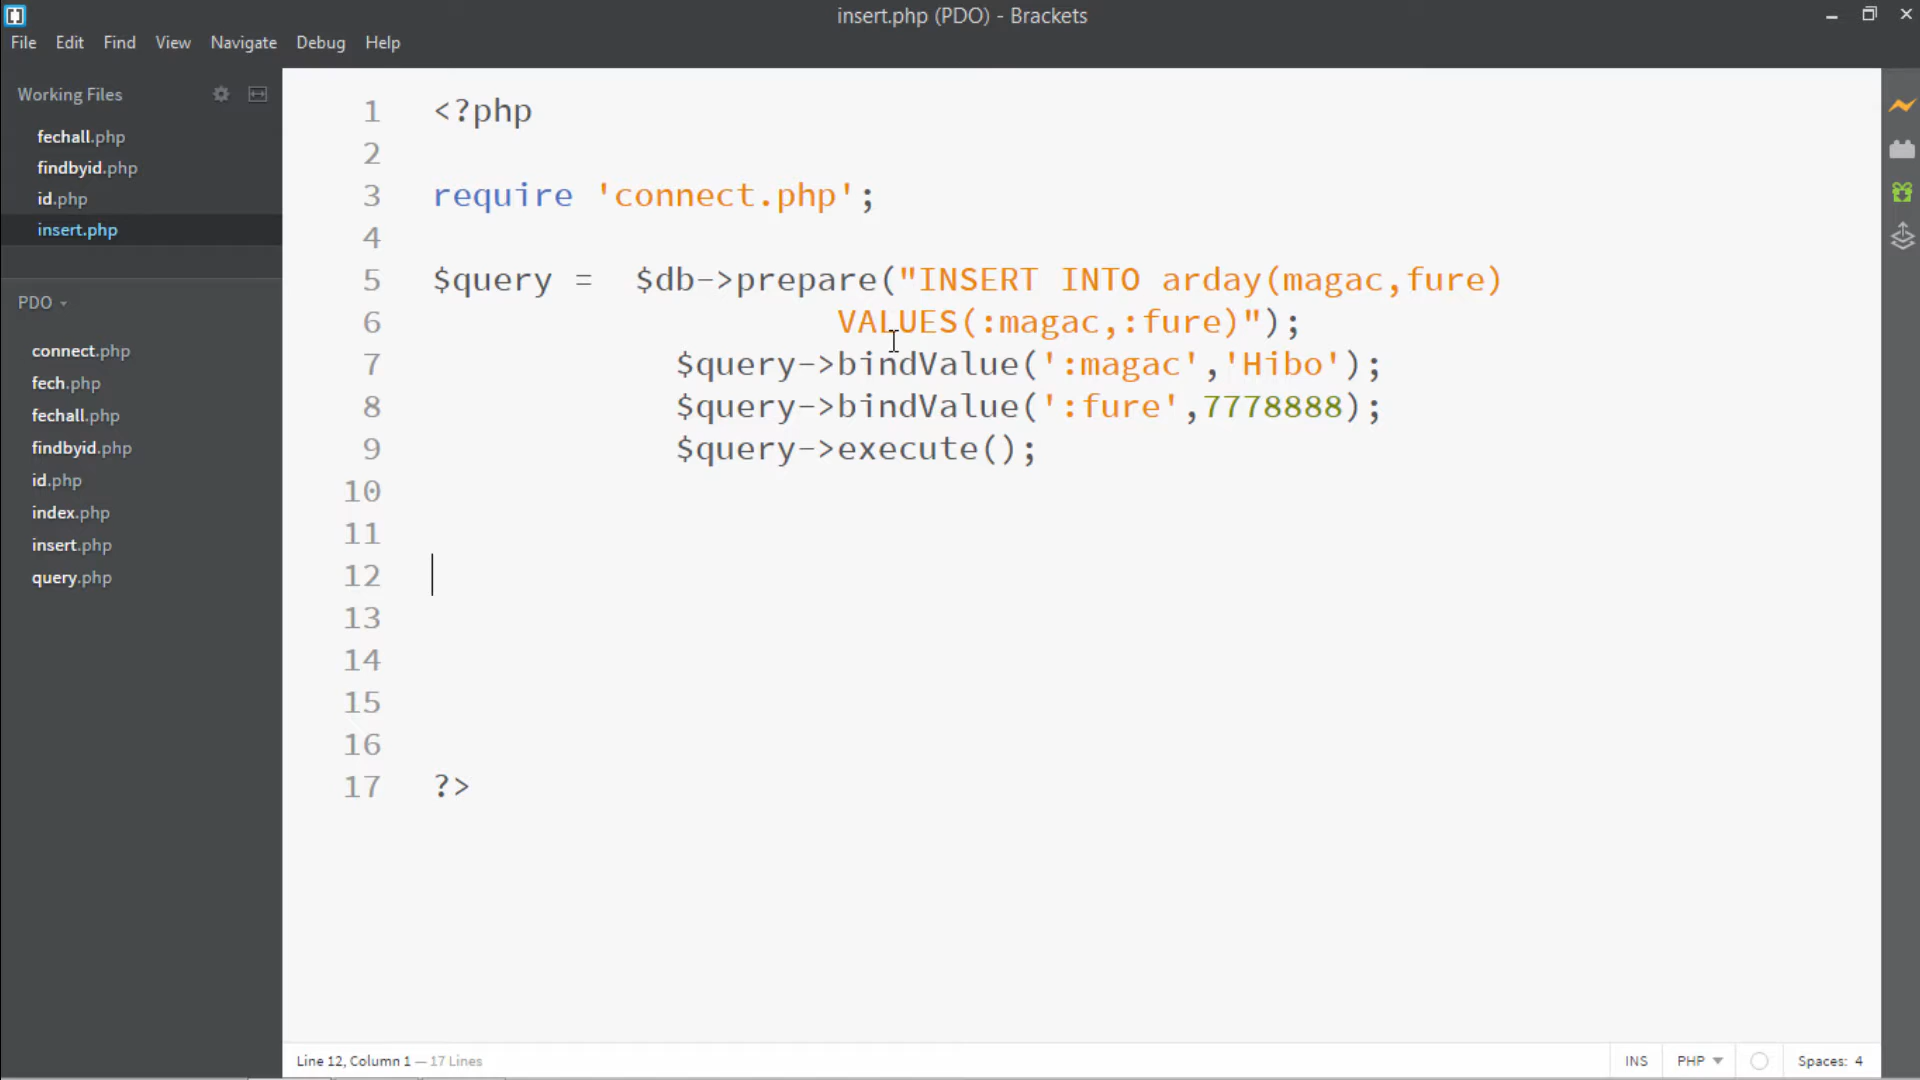 insert.php (PDO) - Brackets
File Edit Find View Navigate Debug Help
Working Files
fechall.php
findbyid.php
id.php
insert.php
PDO
connect.php
fech.php
fechall.php
findbyid.php
id.php
index.php
insert.php
query.php
1 <?php
2
3 require 'connect.php';
4
5 $query =  $db->prepare("INSERT INTO arday(magac,fure)
6 VALUES(:magac,:fure)");
7 $query->bindValue(':magac','Hibo');
8 $query->bindValue(':fure',7778888);
9 $query->execute();
10
11
12
13
14
15
16
17 ?>
Line 12, Column 1 — 17 Lines
INS PHP Spaces: 4